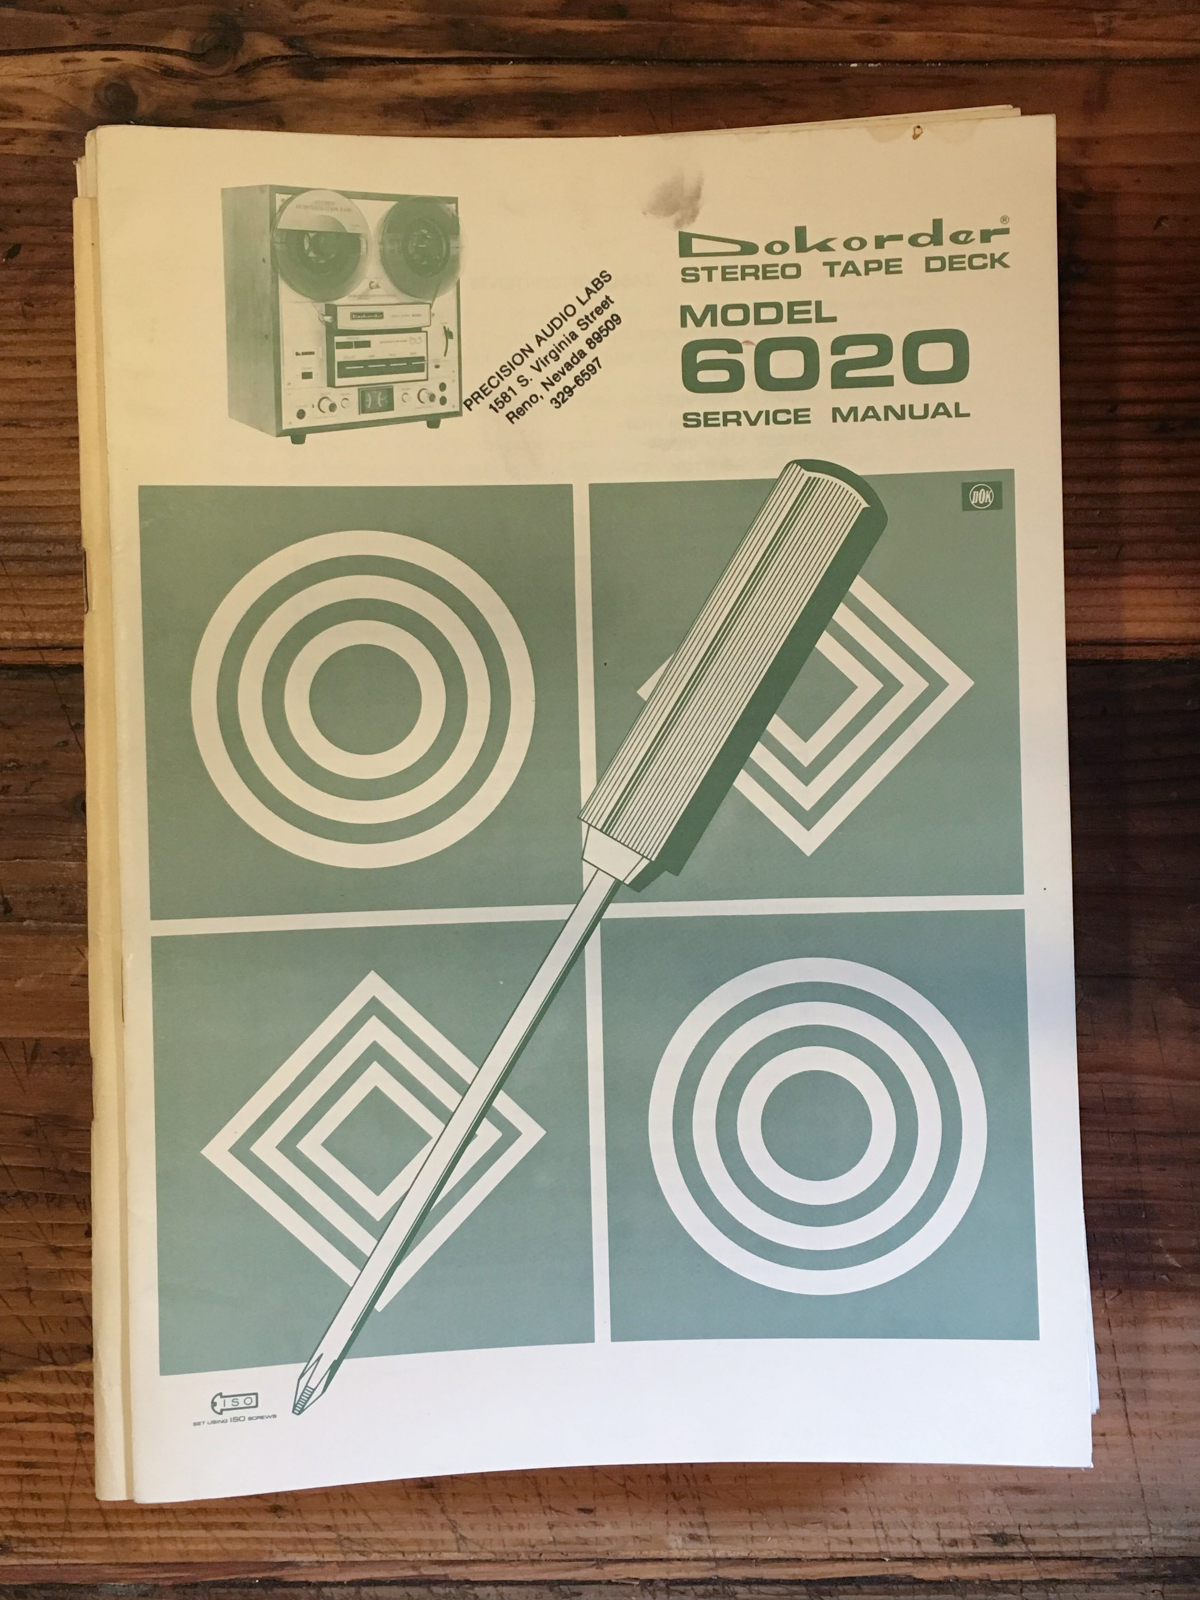 Dokorder®
STEREO TAPE DECK
MODEL
6020
SERVICE MANUAL
PRECISION AUDIO LABS
1581 S. Virginia Street
Reno, Nevada 89509
329-6597
Dokorder
DOK
ISO
SET USING ISO SCREWS